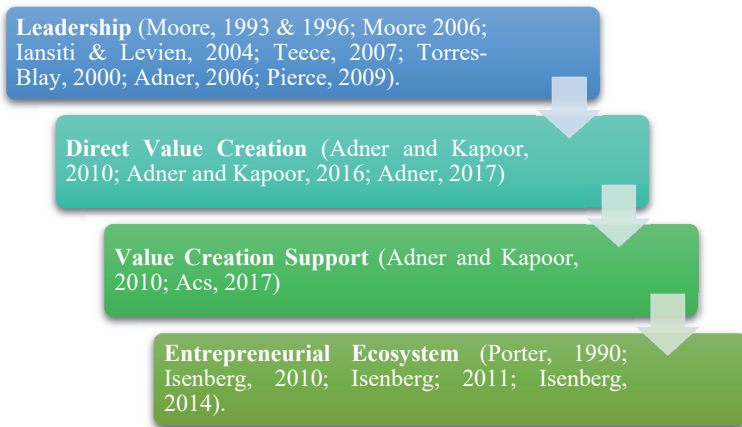 Leadership (Moore, 1993 & 1996; Moore 2006;
Iansiti & Levien, 2004; Teece, 2007; Torres-
Blay, 2000; Adner, 2006; Pierce, 2009).
Direct Value Creation (Adner and Kapoor,
2010; Adner and Kapoor, 2016; Adner, 2017)
Value Creation Support (Adner and Kapoor,
2010; Acs, 2017)
Entrepreneurial Ecosystem (Porter, 1990;
Isenberg, 2010; Isenberg; 2011; Isenberg,
2014).